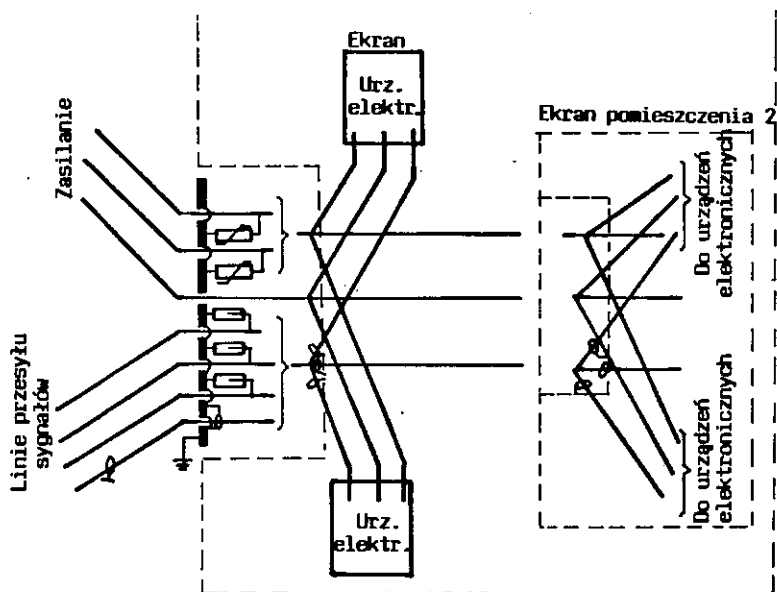 Ekran
Urz.
elektr.
Ekran pomieszczenia 2
Zasilanie
Do urządzeń
elektronicznych
Linie przesyłu
sygnałów
Do urządzeń
elektronicznych
Urz.
elektr.